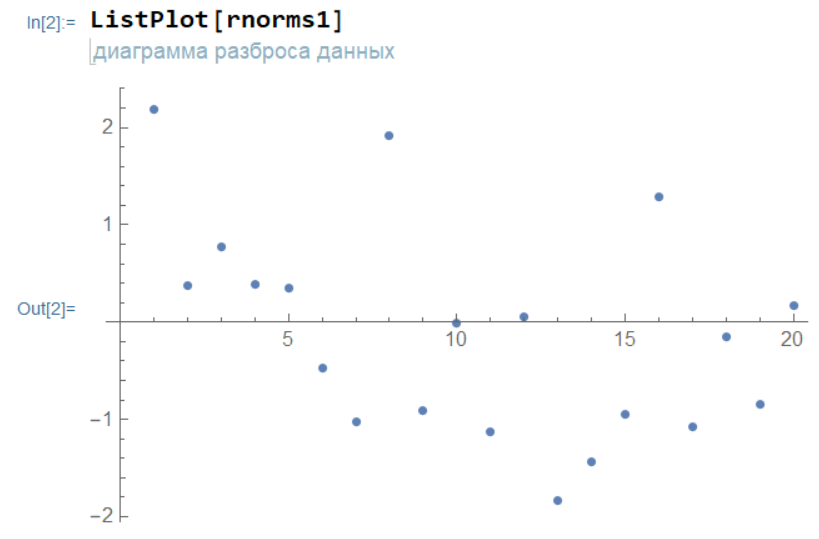 In[2]:= ListPlot[rnorms1]
диаграмма разброса данных
2
1
Out[2]=
5 10 15 20
−1
−2